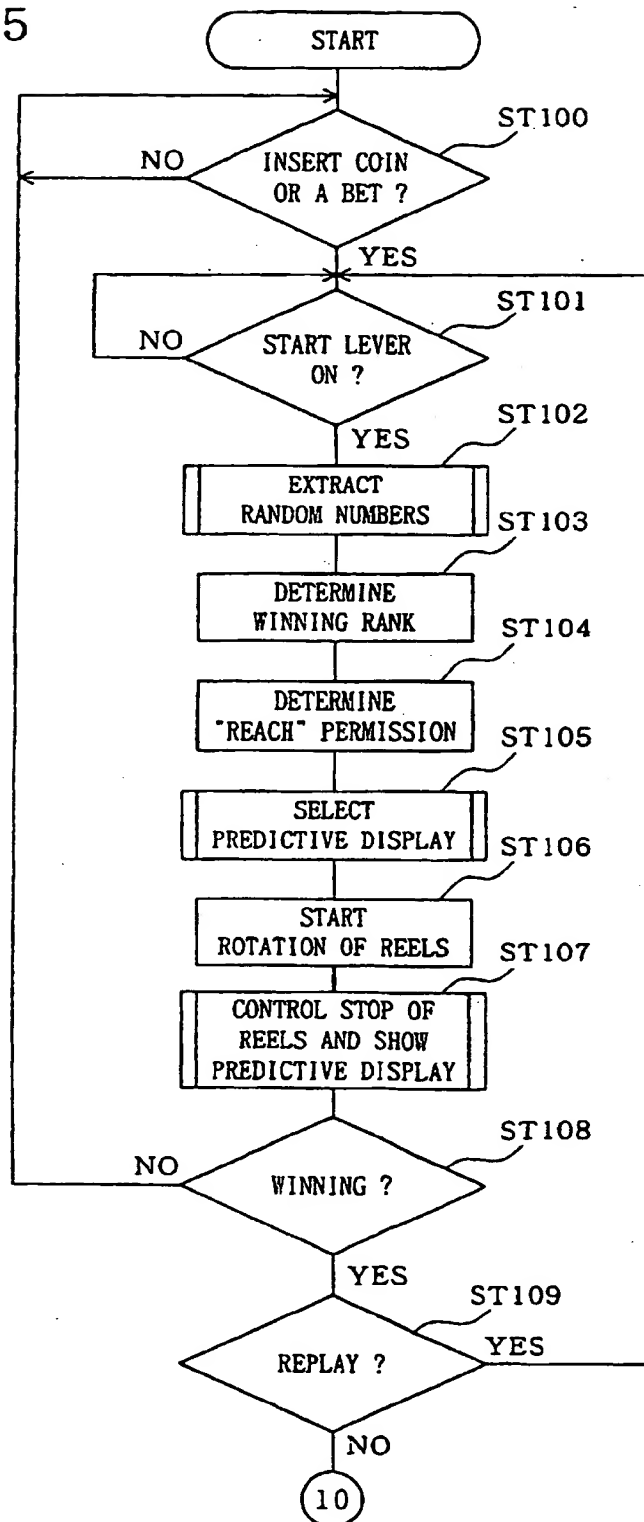 5
START
ST100
NO
INSERT COIN
OR A BET ?
YES
ST101
NO
START LEVER
ON ?
YES
ST102
EXTRACT
RANDOM NUMBERS
ST103
DETERMINE
WINNING RANK
ST104
DETERMINE
"REACH" PERMISSION
ST105
SELECT
PREDICTIVE DISPLAY
ST106
START
ROTATION OF REELS
ST107
CONTROL STOP OF
REELS AND SHOW
PREDICTIVE DISPLAY
ST108
NO
WINNING ?
YES
ST109
YES
REPLAY ?
NO
10